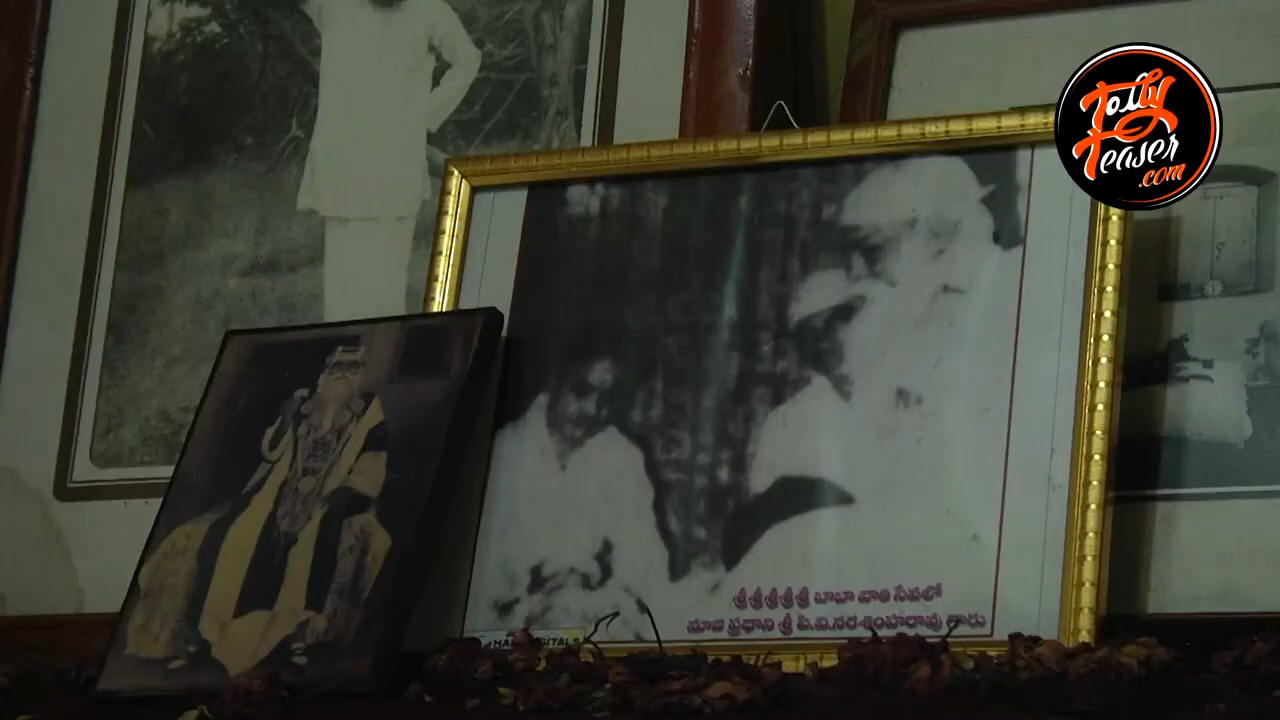 Tolly
Teaser
.com
శ్రీ శ్రీ శ్రీ శ్రీ శ్రీ బాబా వారి సేవలో
మాజీ ప్రధాని శ్రీ పి.వి.నరసింహారావు గారు